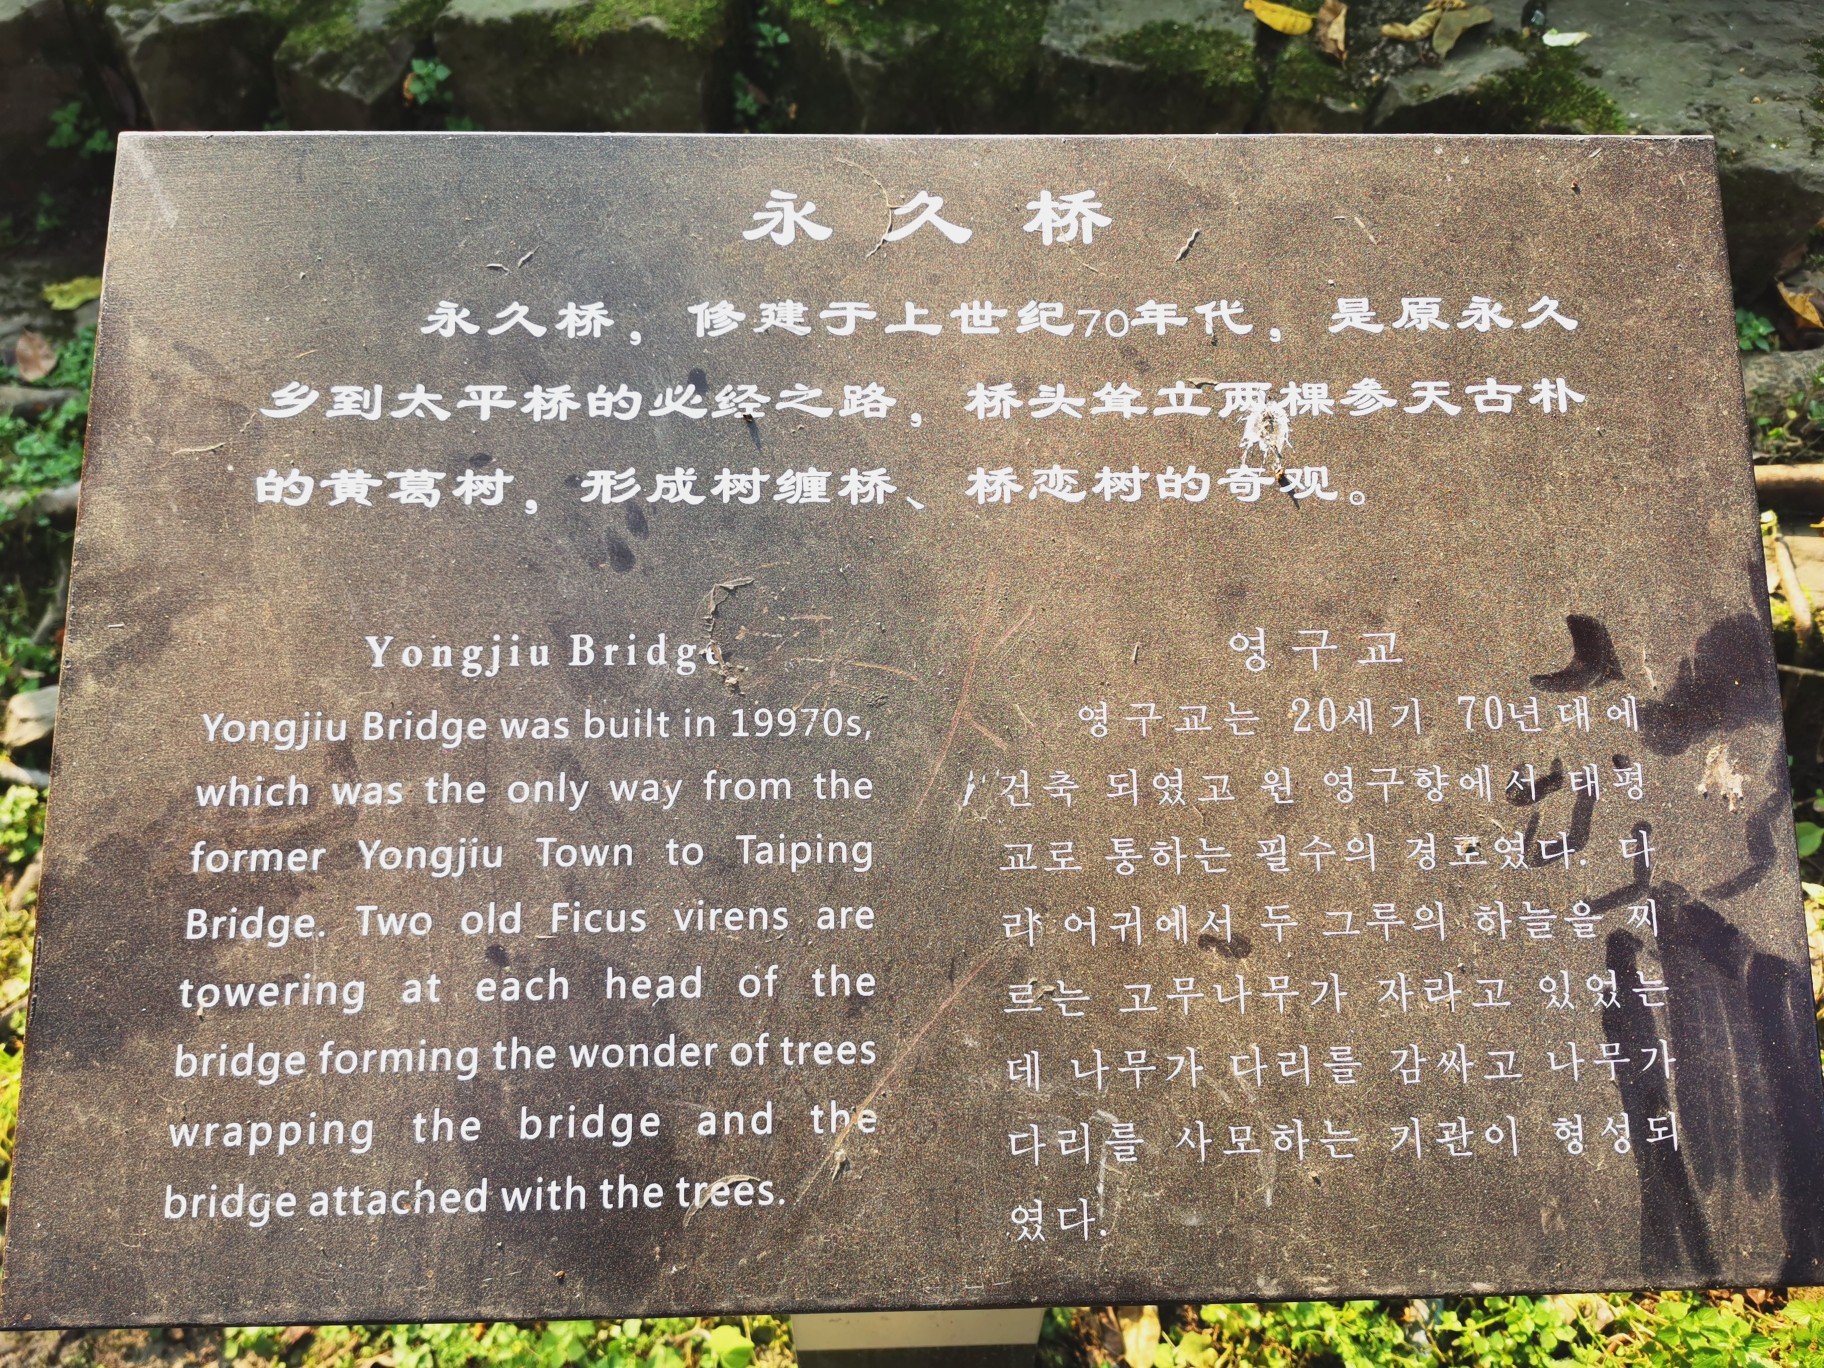 永久桥
永久桥，修建于上世纪70年代，是原永久
乡到太平桥的必经之路，桥头耸立两棵参天古朴
的黄葛树，形成树缠桥、桥恋树的奇观。
Yongjiu Bridge
Yongjiu Bridge was built in 19970s,
which was the only way from the
former Yongjiu Town to Taiping
Bridge. Two old Ficus virens are
towering at each head of the
bridge forming the wonder of trees
wrapping the bridge and the
bridge attached with the trees.
영구교
영구교는 20세기 70년대에
건축 되였고 원 영구향에서 태평
교로 통하는 필수의 경로였다. 다
랴 어귀에서 두 그루의 하늘을 찌
르는 고무나무가 자라고 있었는
데 나무가 다리를 감싸고 나무가
다리를 사모하는 기관이 형성되
였다.